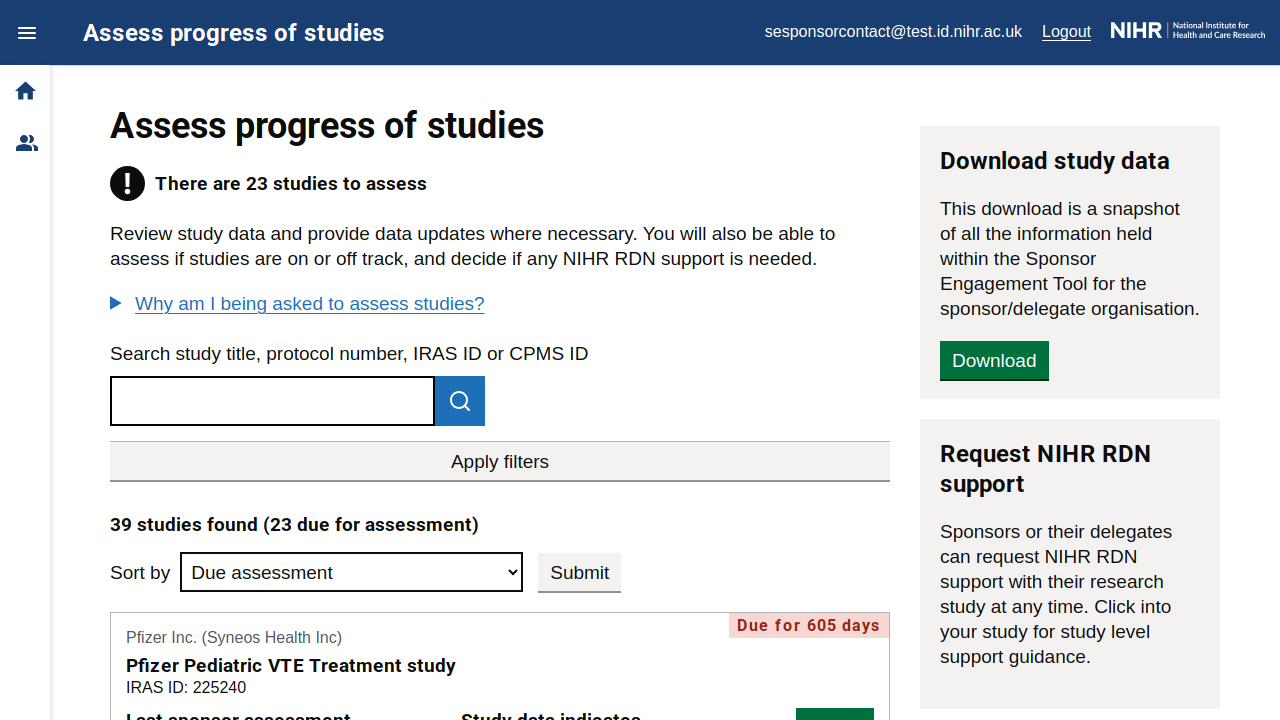 Assess progress of studies
sesponsorcontact@test.id.nihr.ac.uk
Logout
NIHR | National Institute for
Health and Care Research
Assess progress of studies
There are 23 studies to assess
Review study data and provide data updates where necessary. You will also be able to
assess if studies are on or off track, and decide if any NIHR RDN support is needed.
Why am I being asked to assess studies?
Search study title, protocol number, IRAS ID or CPMS ID
Apply filters
39 studies found (23 due for assessment)
Sort by
Due assessment
Submit
Due for 605 days
Pfizer Inc. (Syneos Health Inc)
Pfizer Pediatric VTE Treatment study
IRAS ID: 225240
Last sponsor assessment
Study data indicates
Download study data
This download is a snapshot
of all the information held
within the Sponsor
Engagement Tool for the
sponsor/delegate organisation.
Download
Request NIHR RDN
support
Sponsors or their delegates
can request NIHR RDN
support with their research
study at any time. Click into
your study for study level
support guidance.